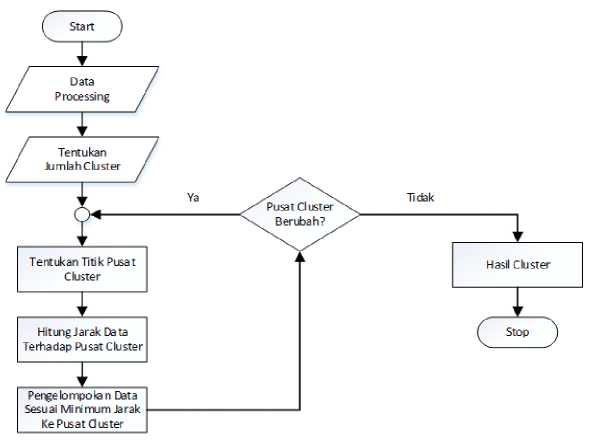 Start
Data
Processing
Tentukan
Jumlah Cluster
Tentukan Titik Pusat
Cluster
Hitung Jarak Data
Terhadap Pusat Cluster
Pengelompokan Data
Sesuai Minimum Jarak
Ke Pusat Cluster
Ya
Pusat Cluster
Berubah?
Tidak
Hasil Cluster
Stop